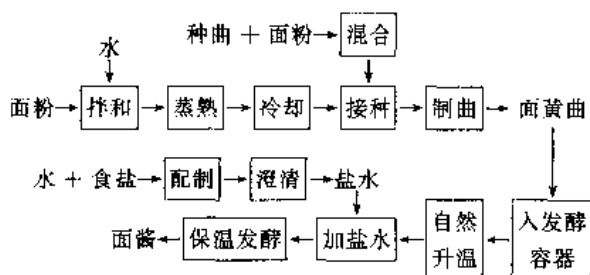 种曲 + 面粉 → 混合
水
面粉 → 拌和 → 蒸熟 → 冷却 → 接种 → 制曲 → 面黄曲
水 + 食盐 → 配制 → 澄清 → 盐水
面酱 ← 保温发酵 ← 加盐水 ← 自然升温 ← 入发酵容器